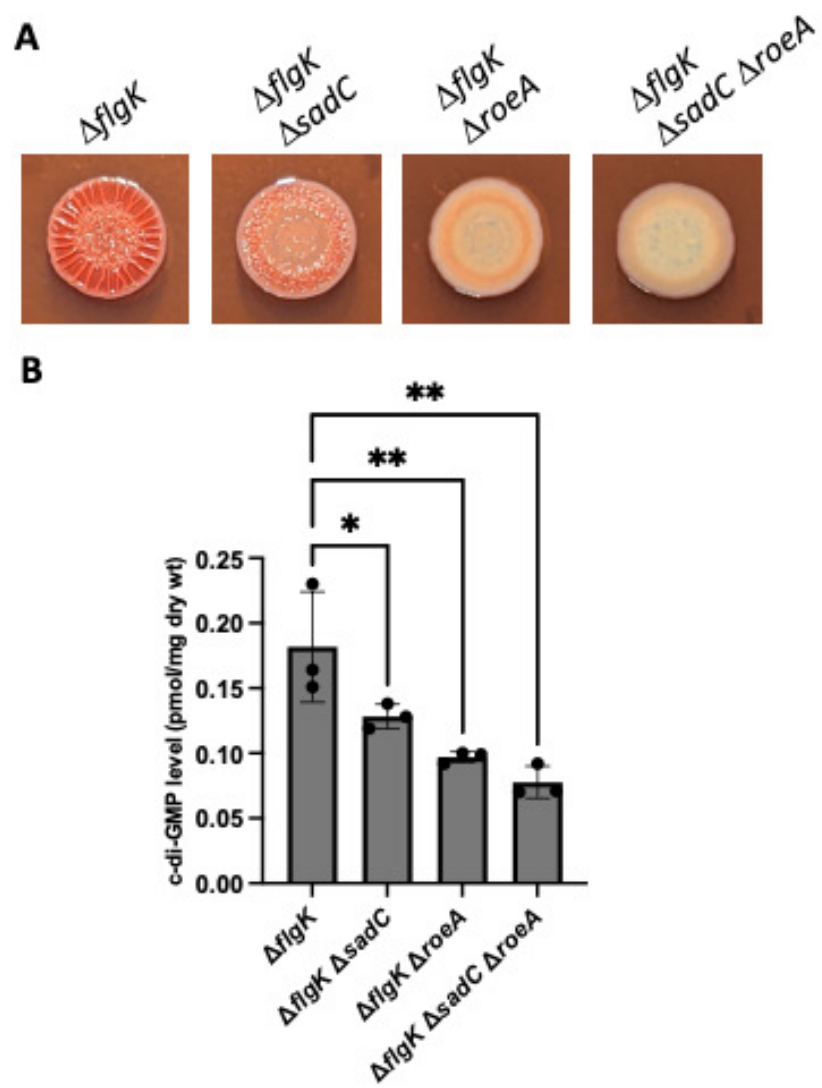 A
ΔflgK
ΔflgK
ΔsadC
ΔflgK
ΔroeA
ΔflgK
ΔsadC ΔroeA
B
**
**
*
c-di-GMP level (pmol/mg dry wt)
0.25
0.20
0.15
0.10
0.05
0.00
ΔflgK
ΔflgK ΔsadC
ΔflgK ΔroeA
ΔflgK ΔsadC ΔroeA